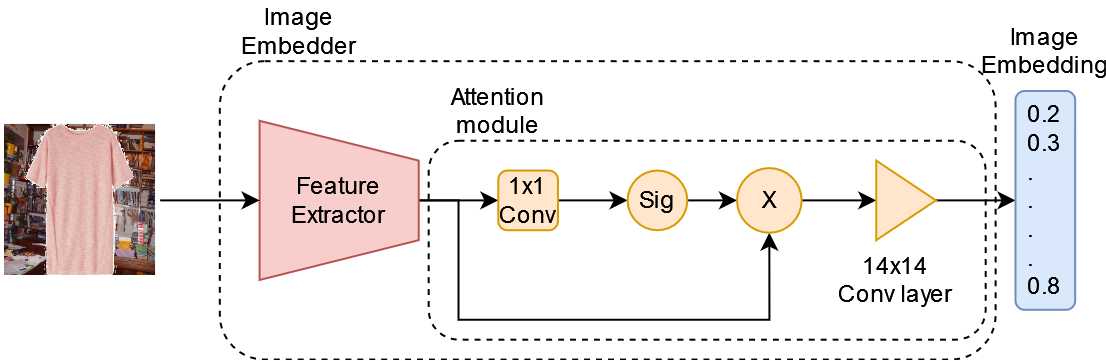 Image
Embedder
Image
Embedding
Attention
module
Feature
Extractor
1x1
Conv
Sig
X
14x14
Conv layer
0.2
0.3
.
.
.
.
0.8